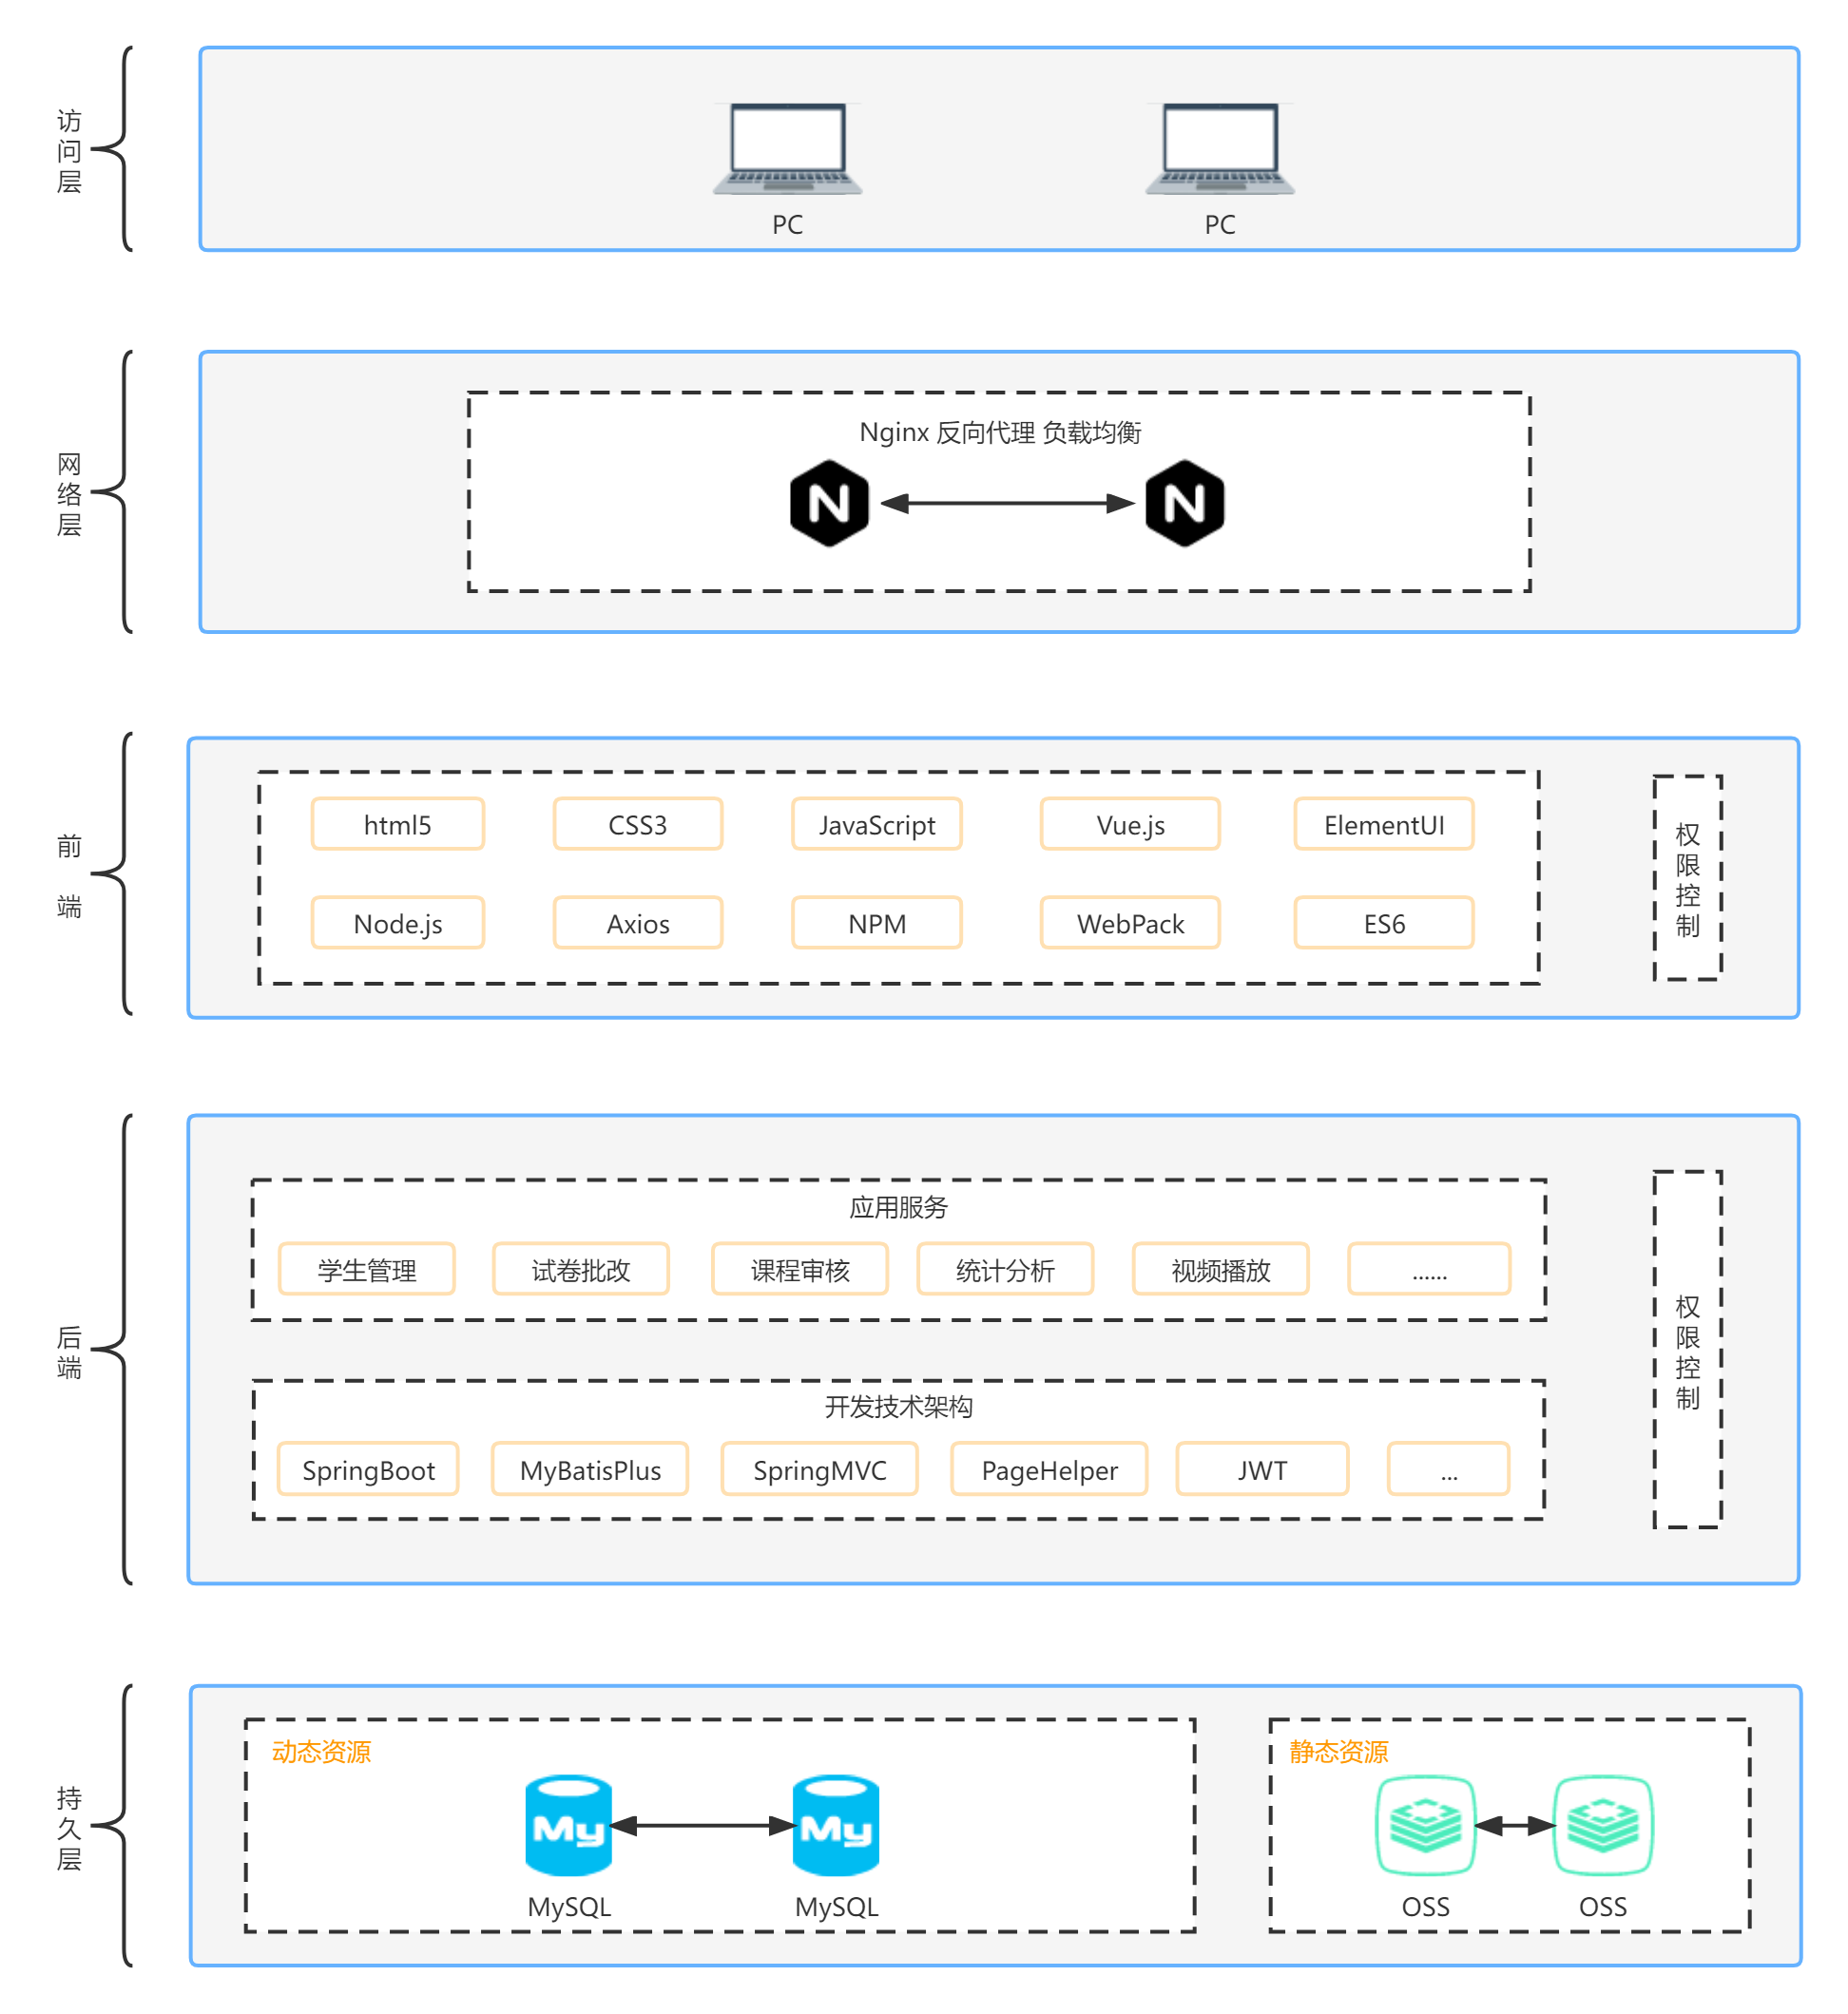 访问层
PC
PC
网络层
Nginx 反向代理 负载均衡
N
N
前端
html5
CSS3
JavaScript
Vue.js
ElementUI
Node.js
Axios
NPM
WebPack
ES6
权限控制
后端
应用服务
学生管理
试卷批改
课程审核
统计分析
视频播放
......
开发技术架构
SpringBoot
MyBatisPlus
SpringMVC
PageHelper
JWT
...
权限控制
持久层
动态资源
My
My
MySQL
MySQL
静态资源
OSS
OSS